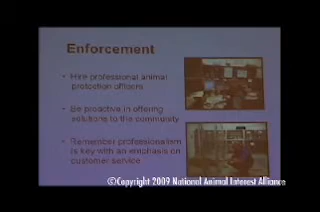 Enforcement
• Hire professional animal
protection officers
• Be proactive in offering
solutions to the community
• Remember professionalism
is key with an emphasis on
customer service
©Copyright 2009 National Animal Interest Alliance